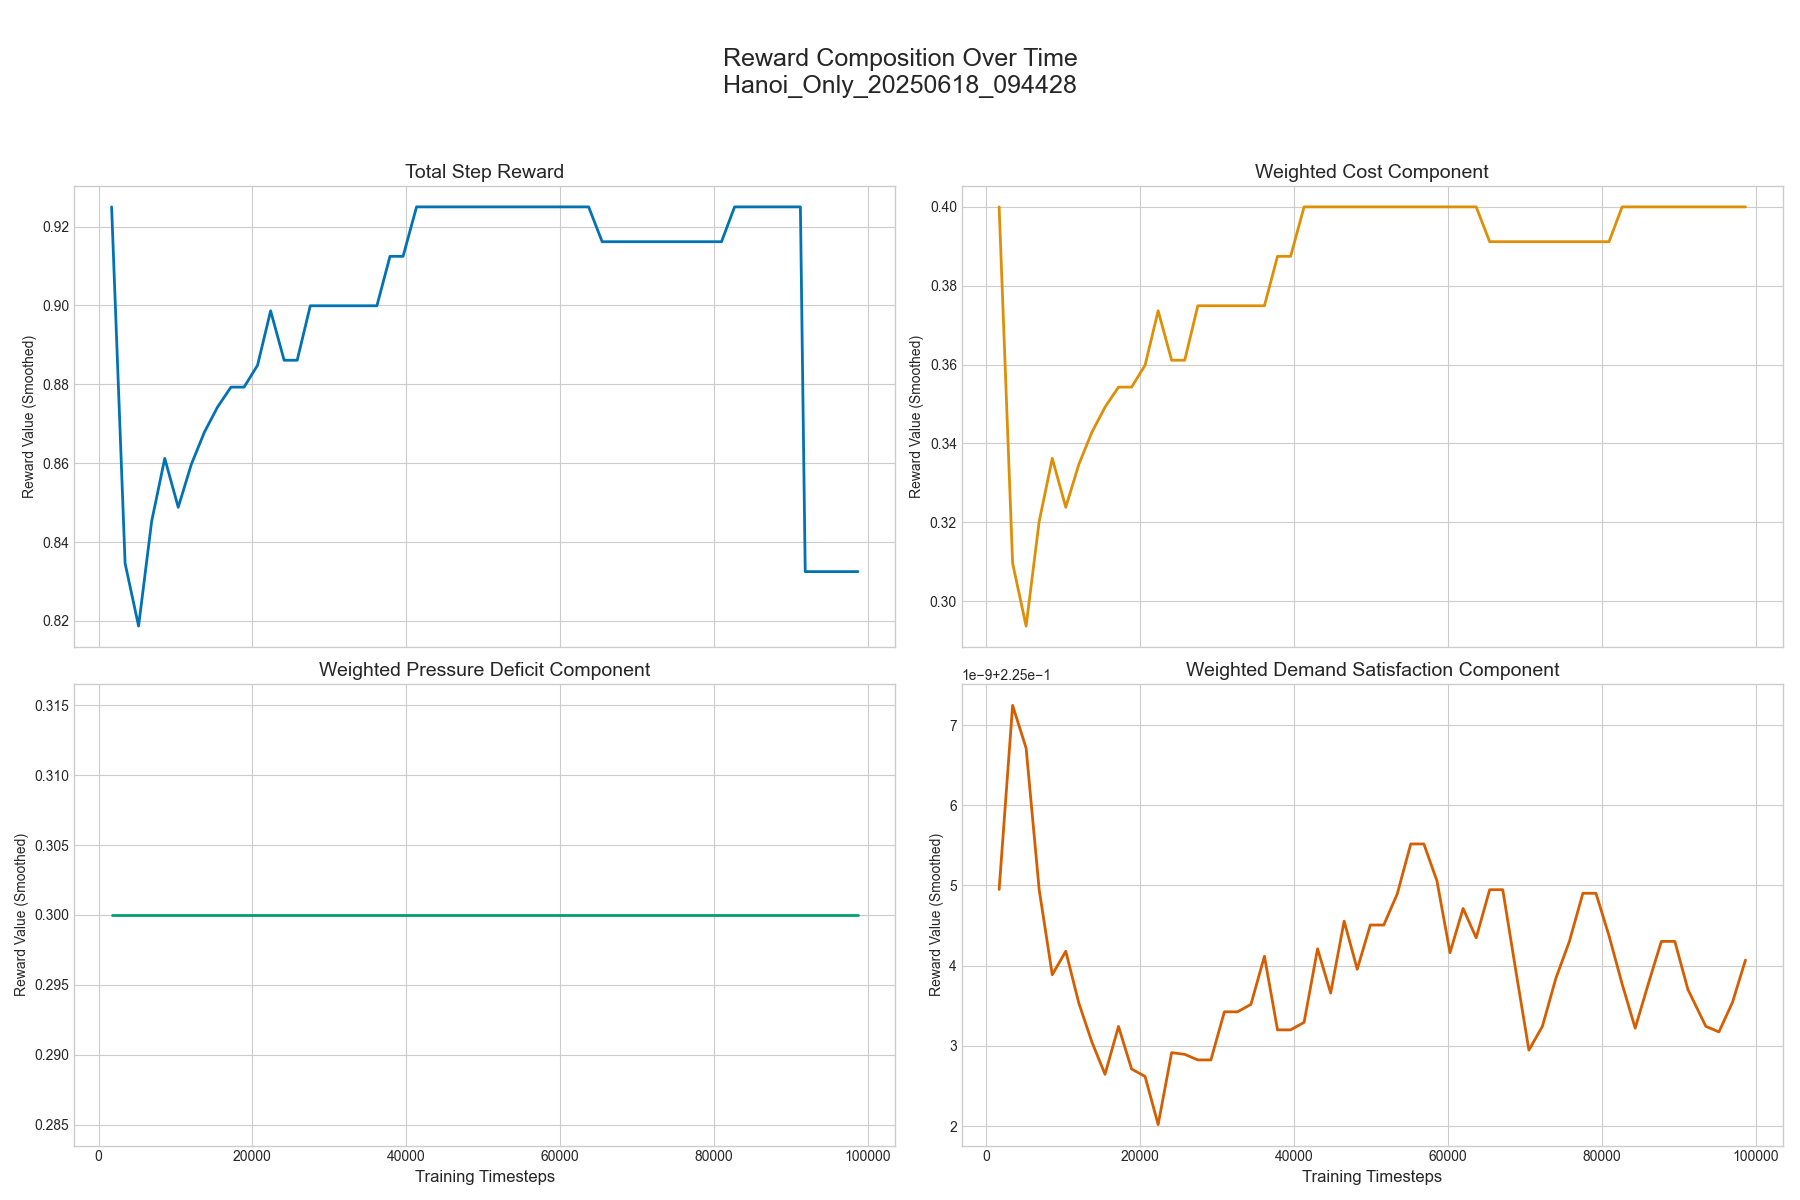 Reward Composition Over Time
Hanoi_Only_20250618_094428
Total Step Reward
Reward Value (Smoothed)
0.92
0.90
0.88
0.86
0.84
0.82
Weighted Cost Component
Reward Value (Smoothed)
0.40
0.38
0.36
0.34
0.32
0.30
Weighted Pressure Deficit Component
Reward Value (Smoothed)
0.315
0.310
0.305
0.300
0.295
0.290
0.285
0 20000 40000 60000 80000 100000
Training Timesteps
Weighted Demand Satisfaction Component
1e−9+2.25e−1
Reward Value (Smoothed)
7
6
5
4
3
2
0 20000 40000 60000 80000 100000
Training Timesteps